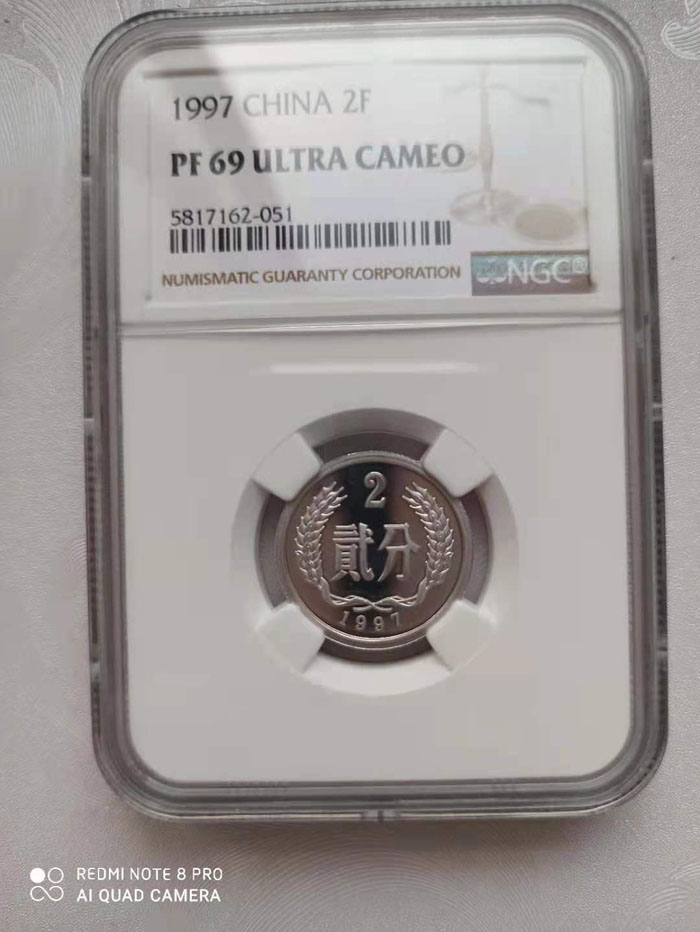 1997 CHINA 2F
PF 69 ULTRA CAMEO
5817162-051
NUMISMATIC GUARANTY CORPORATION
NGC®
2
貳分
1997
REDMI NOTE 8 PRO
AI QUAD CAMERA